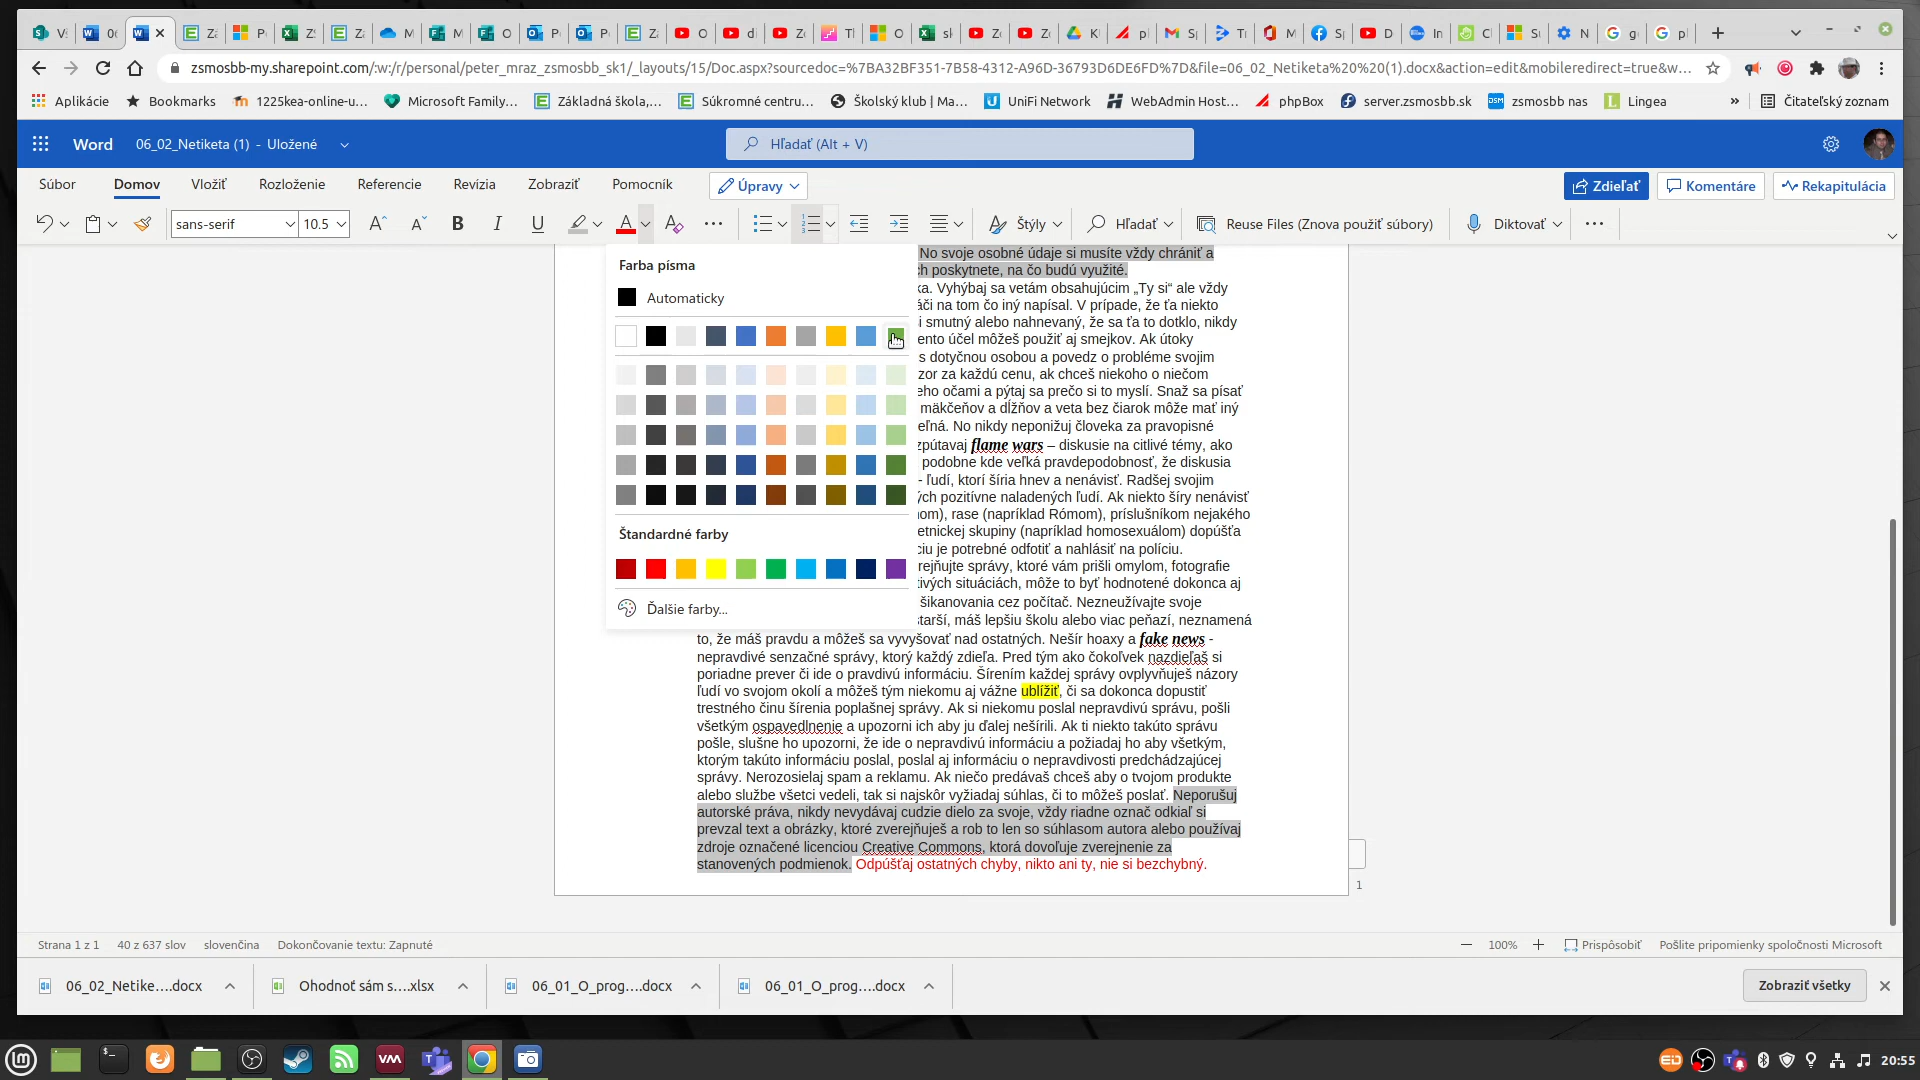 zsmosbb-my.sharepoint.com/:w:/r/personal/peter_mraz_zsmosbb_sk1/_layouts/15/Doc.aspx?sourcedoc=%7BA32BF351-7B58-4312-A96D-36793D6DE6FD%7D&file=06_02_Netiketa%20%20(1).docx&action=edit&mobileredirect=true&w...
Aplikácie Bookmarks 1225kea-online-u... Microsoft Family... Základná škola,... Súkromné centru... Školský klub | Ma... UniFi Network WebAdmin Host... phpBox server.zsmosbb.sk zsmosbb nas Lingea » Čitateľský zoznam
Word 06_02_Netiketa (1) - Uložené Hľadať (Alt + V)
Súbor Domov Vložiť Rozloženie Referencie Revízia Zobraziť Pomocník Úpravy Zdieľať Komentáre Rekapitulácia
sans-serif 10.5 B I U Štýly Hľadať Reuse Files (Znova použiť súbory) Diktovať
Farba písma
Automaticky
Štandardné farby
Ďalšie farby...
No svoje osobné údaje si musíte vždy chrániť a
ch poskytnete, na čo budú využité.
ka. Vyhýbaj sa vetám obsahujúcim „Ty si“ ale vždy
áči na tom čo iný napísal. V prípade, že ťa niekto
i smutný alebo nahnevaný, že sa ťa to dotklo, nikdy
ento účel môžeš použiť aj smejkov. Ak útoky
s dotyčnou osobou a povedz o probléme svojim
zor za každú cenu, ak chceš niekoho o niečom
eho očami a pýtaj sa prečo si to myslí. Snaž sa písať
mäkčeňov a dĺžňov a veta bez čiarok môže mať iný
eľná. No nikdy neponižuj človeka za pravopisné
zpútavaj flame wars – diskusie na citlivé témy, ako
podobne kde veľká pravdepodobnosť, že diskusia
- ľudí, ktorí šíria hnev a nenávisť. Radšej svojim
ých pozitívne naladených ľudí. Ak niekto šíry nenávisť
nom), rase (napríklad Rómom), príslušníkom nejakého
etnickej skupiny (napríklad homosexuálom) dopúšťa
ciu je potrebné odfotiť a nahlásiť na políciu.
rejňujte správy, ktoré vám prišli omylom, fotografie
tivých situáciách, môže to byť hodnotené dokonca aj
šikanovania cez počítač. Nezneužívajte svoje
starší, máš lepšiu školu alebo viac peňazí, neznamená
to, že máš pravdu a môžeš sa vyvyšovať nad ostatných. Nešír hoaxy a fake news -
nepravdivé senzačné správy, ktorý každý zdieľa. Pred tým ako čokoľvek nazdieľaš si
poriadne prever či ide o pravdivú informáciu. Šírením každej správy ovplyvňuješ názory
ľudí vo svojom okolí a môžeš tým niekomu aj vážne ublížiť, či sa dokonca dopustiť
trestného činu šírenia poplašnej správy. Ak si niekomu poslal nepravdivú správu, pošli
všetkým ospavedlnenie a upozorni ich aby ju ďalej nešírili. Ak ti niekto takúto správu
pošle, slušne ho upozorni, že ide o nepravdivú informáciu a požiadaj ho aby všetkým,
ktorým takúto informáciu poslal, poslal aj informáciu o nepravdivosti predchádzajúcej
správy. Nerozosielaj spam a reklamu. Ak niečo predávaš chceš aby o tvojom produkte
alebo službe všetci vedeli, tak si najskôr vyžiadaj súhlas, či to môžeš poslať. Neporušuj
autorské práva, nikdy nevydávaj cudzie dielo za svoje, vždy riadne označ odkiaľ si
prevzal text a obrázky, ktoré zverejňuješ a rob to len so súhlasom autora alebo používaj
zdroje označené licenciou Creative Commons, ktorá dovoľuje zverejnenie za
stanovených podmienok. Odpúšťaj ostatných chyby, nikto ani ty, nie si bezchybný.
1
Strana 1 z 1 40 z 637 slov slovenčina Dokončovanie textu: Zapnuté 100% Prispôsobiť Pošlite pripomienky spoločnosti Microsoft
06_02_Netike....docx Ohodnoť sám s....xlsx 06_01_O_prog....docx 06_01_O_prog....docx Zobraziť všetky
20:55